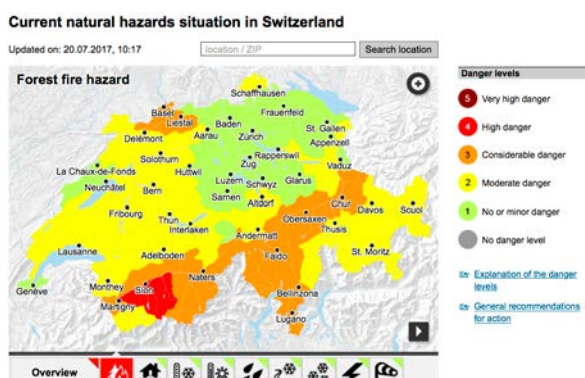 Current natural hazards situation in Switzerland
Updated on: 20.07.2017, 10:17
location / ZIP
Search location
Forest fire hazard
Schaffhausen
Basel
Liestal
Frauenfeld
Baden
Delémont
Aarau
Zürich
St. Gallen
Appenzell
Solothurn
Rapperswil
Zug
Vaduz
La Chaux-de-Fonds
Huttwil
Neuchâtel
Bern
Luzern
Schwyz
Glarus
Sarnen
Altdorf
Fribourg
Thun
Interlaken
Chur
Davos
Scuol
Obersaxen
Andermatt
Thusis
Lausanne
Adelboden
Faido
St. Moritz
Monthey
Sion
Naters
Genève
Martigny
Bellinzona
Lugano
Overview
Danger levels
5 Very high danger
4 High danger
3 Considerable danger
2 Moderate danger
1 No or minor danger
No danger level
Explanation of the danger
levels
General recommendations
for action